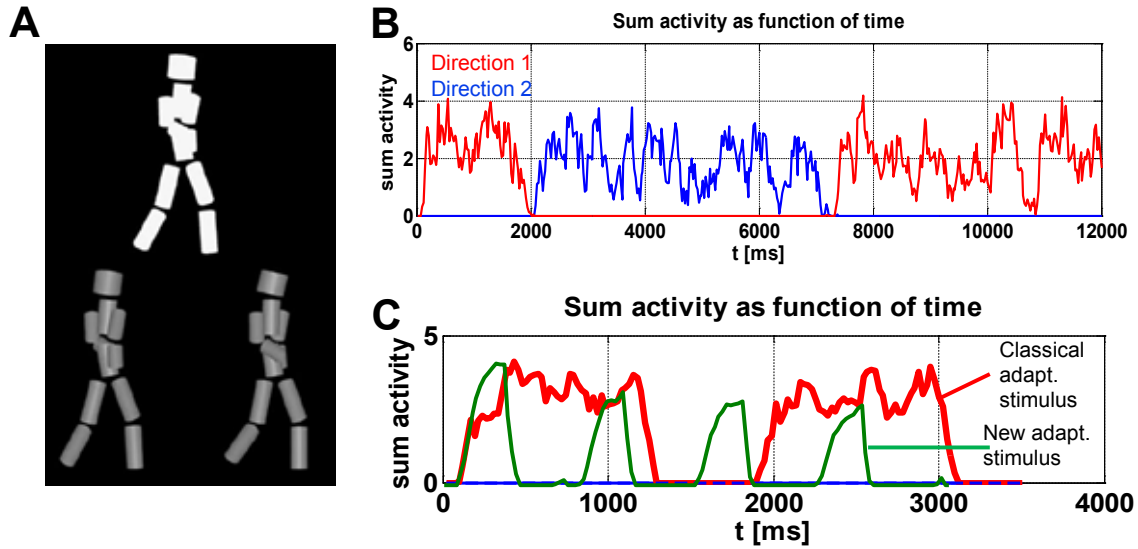 A
B
Sum activity as function of time
sum activity
6
4
2
0
Direction 1
Direction 2
0 2000 4000 6000 8000 10000 12000
t [ms]
C
Sum activity as function of time
sum activity
5
0
Classical
adapt.
stimulus
New adapt.
stimulus
0 1000 2000 3000 4000
t [ms]